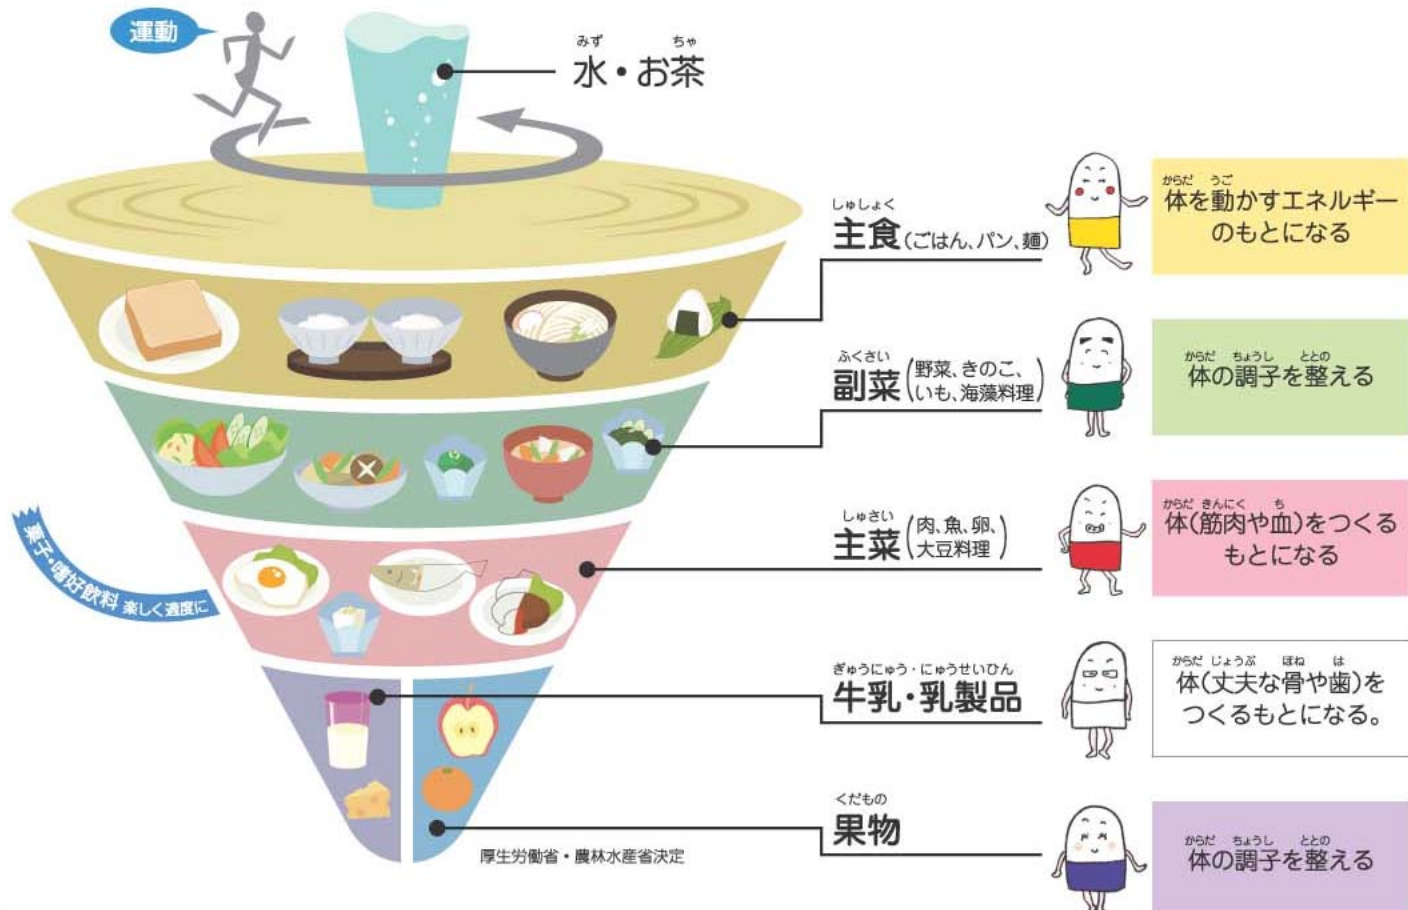 運動
みず ちゃ
水・お茶
しゅしょく
主食(ごはん、パン、麺)
からだ うご
体を動かすエネルギー
のもとになる
ふくさい
副菜(野菜、きのこ、
いも、海藻料理)
からだ ちょうし ととの
体の調子を整える
しゅさい
主菜(肉、魚、卵、
大豆料理)
からだ きんにく ち
体(筋肉や血)をつくる
もとになる
菓子・嗜好飲料 楽しく適度に
ぎゅうにゅう・にゅうせいひん
牛乳・乳製品
からだ じょうぶ ほね は
体(丈夫な骨や歯)を
つくるもとになる。
くだもの
果物
からだ ちょうし ととの
体の調子を整える
厚生労働省・農林水産省決定